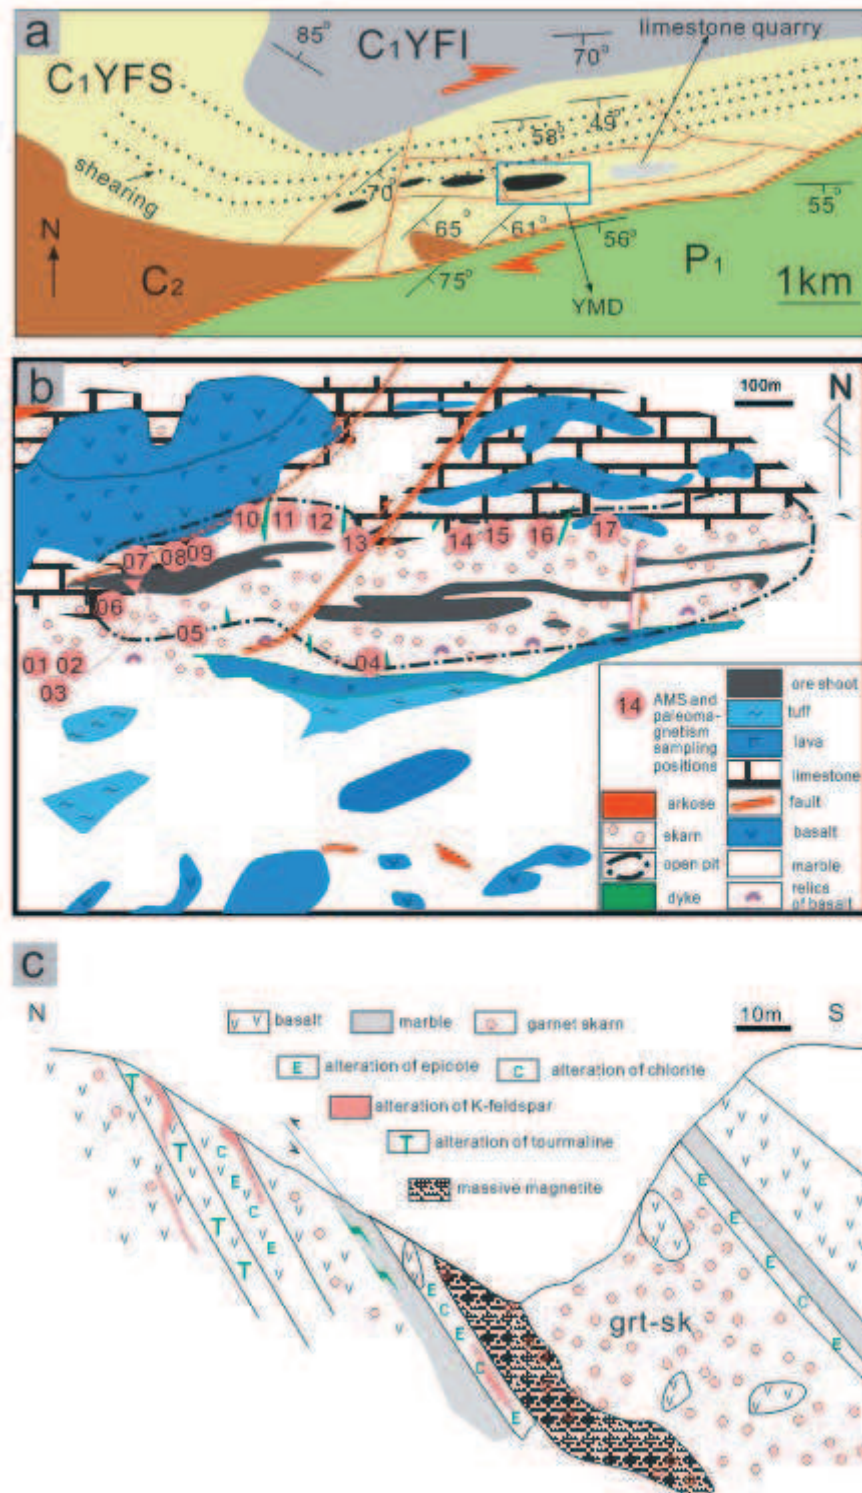 a
85°
C₁YFI
limestone quarry
70°
C₁YFS
58°
49°
shearing
70°
N
65°
61°
56°
55°
C₂
75°
P₁
1km
YMD
b
100m
N
10
11
12
13
14
15
16
17
07
08
09
06
05
04
01
02
03
14
AMS and
paleoma-
gnetism
sampling
positions
ore shoot
tuff
lava
limestone
arkose
fault
skarn
basalt
open pit
marble
dyke
relics
of basalt
c
N
basalt
marble
garnet skarn
10m
S
E
alteration of epicote
C
alteration of chlorite
alteration of K-feldspar
T
alteration of tourmaline
massive magnetite
T
T
T
T
C
E
C
E
E
C
E
C
E
E
E
E
C
E
grt-sk